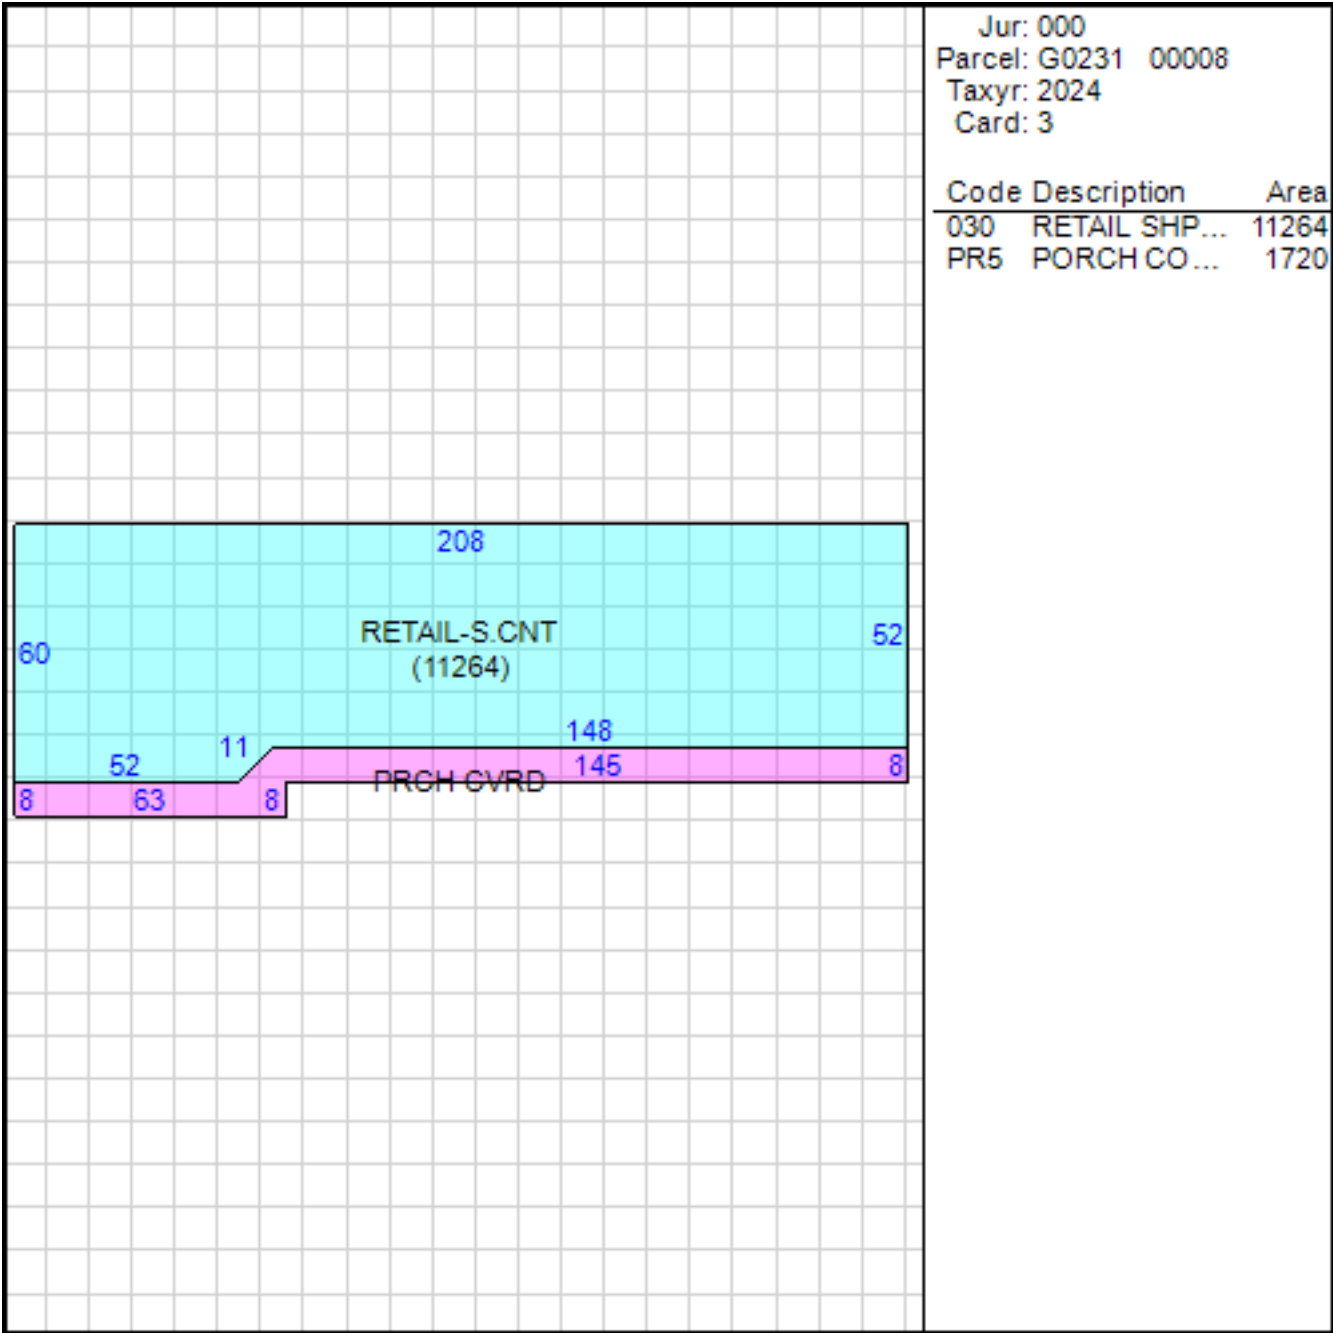 Jur: 000
Parcel: G0231 00008
Taxyr: 2024
Card: 3
Code Description Area
030 RETAIL SHP... 11264
PR5 PORCH CO... 1720
208
RETAIL-S.CNT
(11264)
60
52
148
11
52
145
8
PRCH CVRD
8
63
8